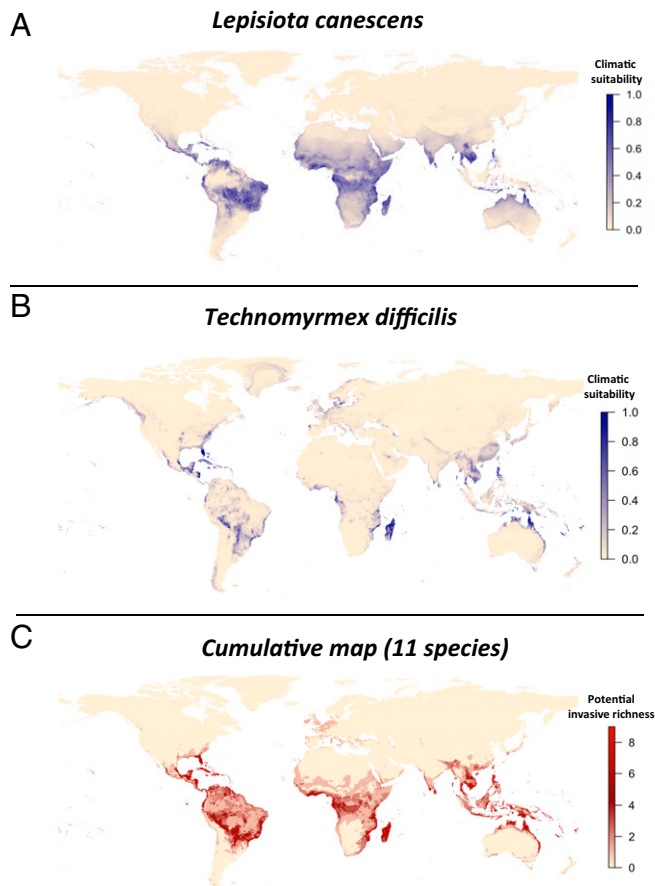 A
Lepisiota canescens
Climatic
suitability
1.0
0.8
0.6
0.4
0.2
0.0
B
Technomyrmex difficilis
Climatic
suitability
1.0
0.8
0.6
0.4
0.2
0.0
C
Cumulative map (11 species)
Potential
invasive richness
8
6
4
2
0